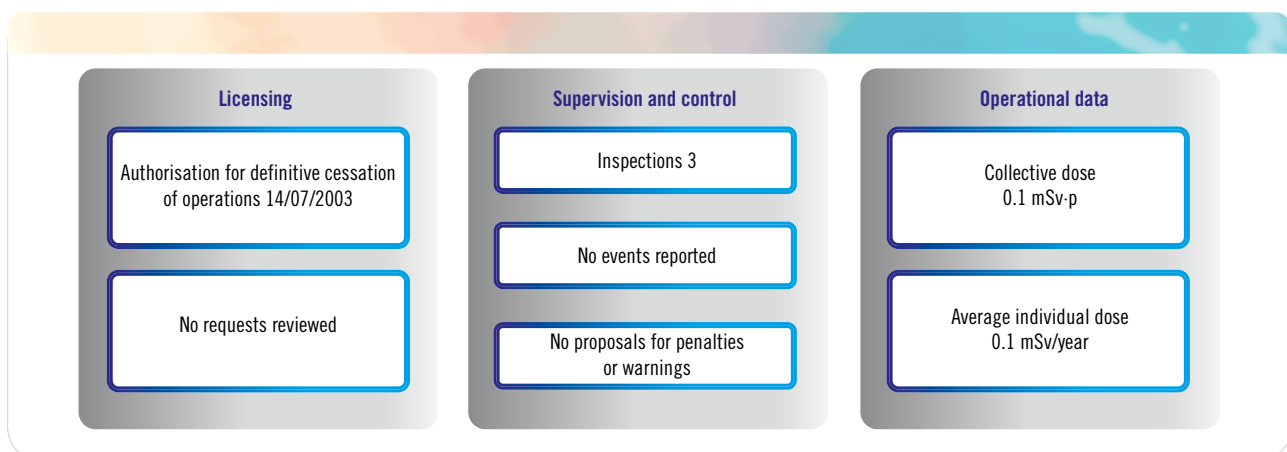 Licensing
Authorisation for definitive cessation
of operations 14/07/2003
No requests reviewed
Supervision and control
Inspections 3
No events reported
No proposals for penalties
or warnings
Operational data
Collective dose
0.1 mSv·p
Average individual dose
0.1 mSv/year